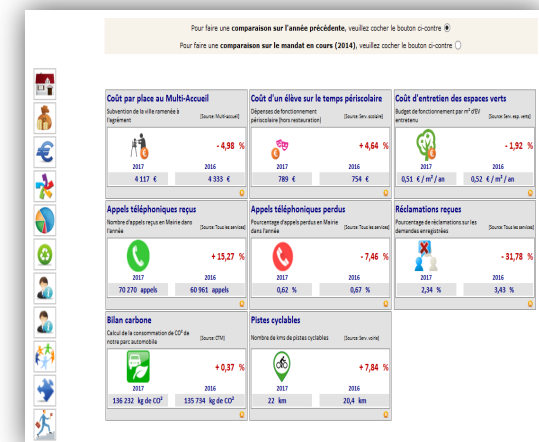 Pour faire une comparaison sur l'année précédente, veuillez cocher le bouton ci-contre
Pour faire une comparaison sur le mandat en cours (2014), veuillez cocher le bouton ci-contre
Coût par place au Multi-Accueil
Subvention de la ville ramenée à l'agrément
[Source: Multi-accueil]
- 4,98 %
2017 2016
4 117 € 4 333 €
Coût d'un élève sur le temps périscolaire
Dépenses de fonctionnement périscolaire [hors restauration]
[Source: Serv. scolaire]
+ 4,64 %
2017 2016
789 € 754 €
Coût d'entretien des espaces verts
Budget de fonctionnement par m² d'EV entretenu
[Source: Serv. esp. verts]
- 1,92 %
2017 2016
0,51 € / m² / an 0,52 € / m² / an
Appels téléphoniques reçus
Nombre d'appels reçus en Mairie dans l'année
[Source: Tous les services]
+ 15,27 %
2017 2016
70 270 appels 60 961 appels
Appels téléphoniques perdus
Pourcentage d'appels perdus en Mairie dans l'année
[Source: Tous les services]
- 7,46 %
2017 2016
0,62 % 0,67 %
Réclamations reçues
Pourcentage de réclamations sur les demandes enregistrées
[Source: Tous les services]
- 31,78 %
2017 2016
2,34 % 3,43 %
Bilan carbone
Calcul de la consommation de CO² de notre parc automobile
[Source: CTM]
+ 0,37 %
2017 2016
136 232 kg de CO² 135 734 kg de CO²
Pistes cyclables
Nombre de kms de pistes cyclables
[Source: Serv. voirie]
+ 7,84 %
2017 2016
22 km 20,4 km